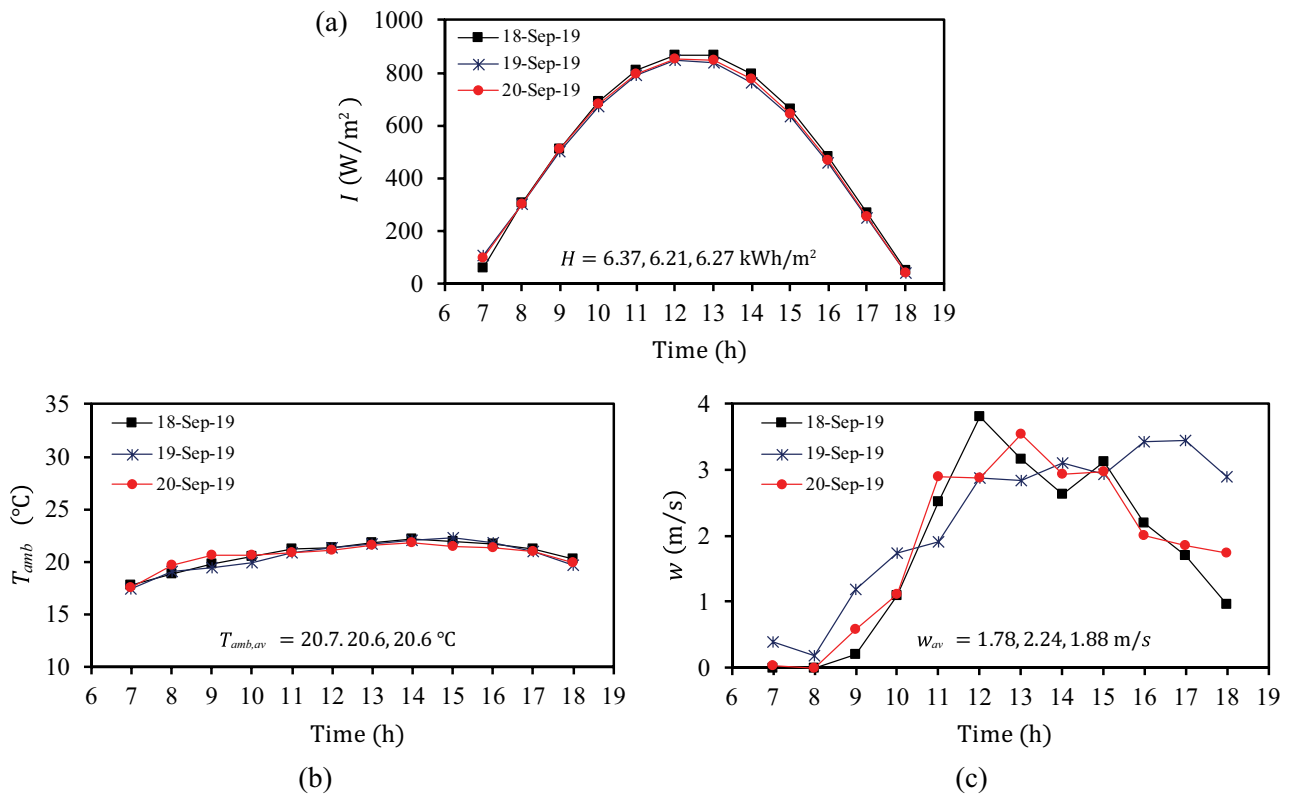 (a)
1000
800
600
400
200
0
I (W/m²)
18-Sep-19
19-Sep-19
20-Sep-19
H = 6.37, 6.21, 6.27 kWh/m²
6 7 8 9 10 11 12 13 14 15 16 17 18 19
Time (h)
35
30
25
20
15
10
T_amb (°C)
18-Sep-19
19-Sep-19
20-Sep-19
T_amb,av = 20.7. 20.6, 20.6 °C
6 7 8 9 10 11 12 13 14 15 16 17 18 19
Time (h)
(b)
4
3
2
1
0
w (m/s)
18-Sep-19
19-Sep-19
20-Sep-19
w_av = 1.78, 2.24, 1.88 m/s
6 7 8 9 10 11 12 13 14 15 16 17 18 19
Time (h)
(c)